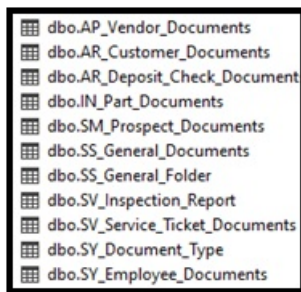 dbo.AP_Vendor_Documents
dbo.AR_Customer_Documents
dbo.AR_Deposit_Check_Document
dbo.IN_Part_Documents
dbo.SM_Prospect_Documents
dbo.SS_General_Documents
dbo.SS_General_Folder
dbo.SV_Inspection_Report
dbo.SV_Service_Ticket_Documents
dbo.SY_Document_Type
dbo.SY_Employee_Documents